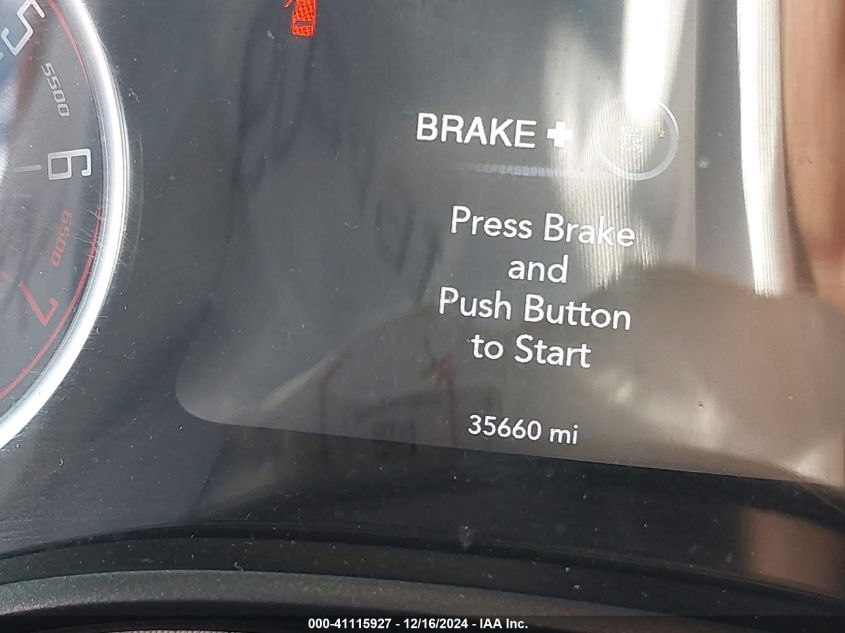 5
5500
6
6500
7
BRAKE +
Press Brake
and
Push Button
to Start
35660 mi
000-41115927 - 12/16/2024 - IAA Inc.